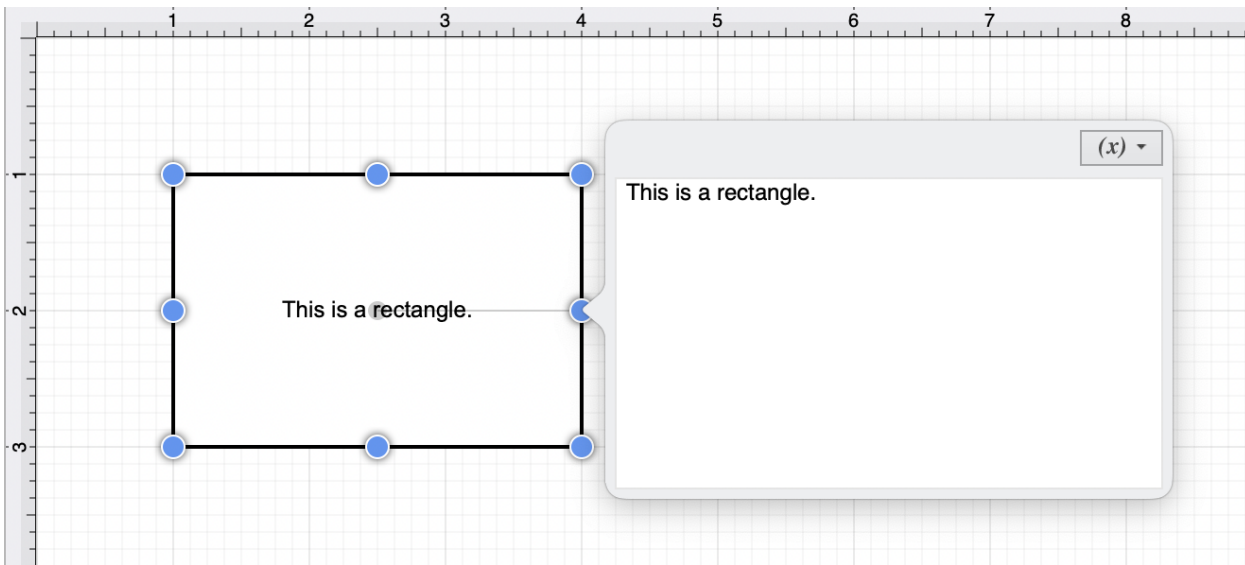 1 2 3 4 5 6 7 8
1
(x)
This is a rectangle.
2
This is a rectangle.
3